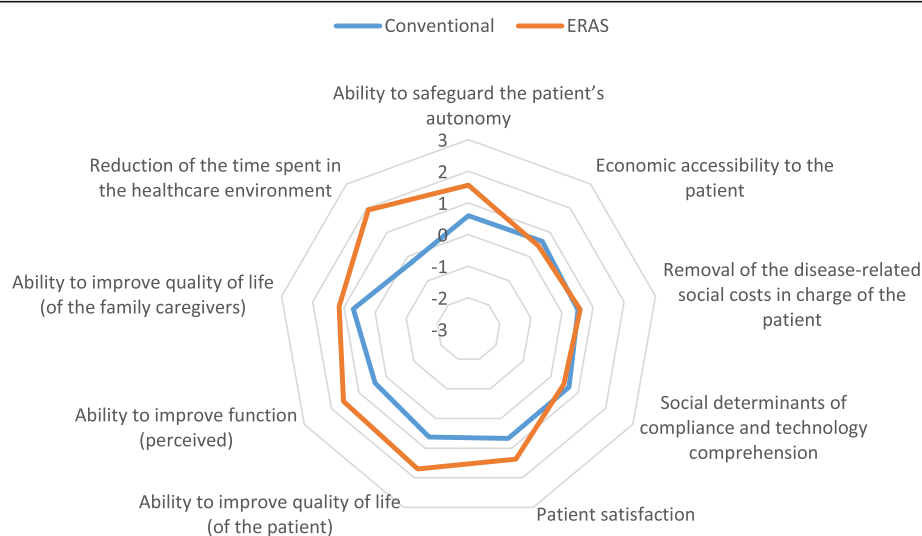 Conventional
ERAS
Ability to safeguard the patient’s
autonomy
Economic accessibility to the
patient
Removal of the disease-related
social costs in charge of the
patient
Social determinants of
compliance and technology
comprehension
Patient satisfaction
Ability to improve quality of life
(of the patient)
Ability to improve function
(perceived)
Ability to improve quality of life
(of the family caregivers)
Reduction of the time spent in
the healthcare environment
3
2
1
0
-1
-2
-3